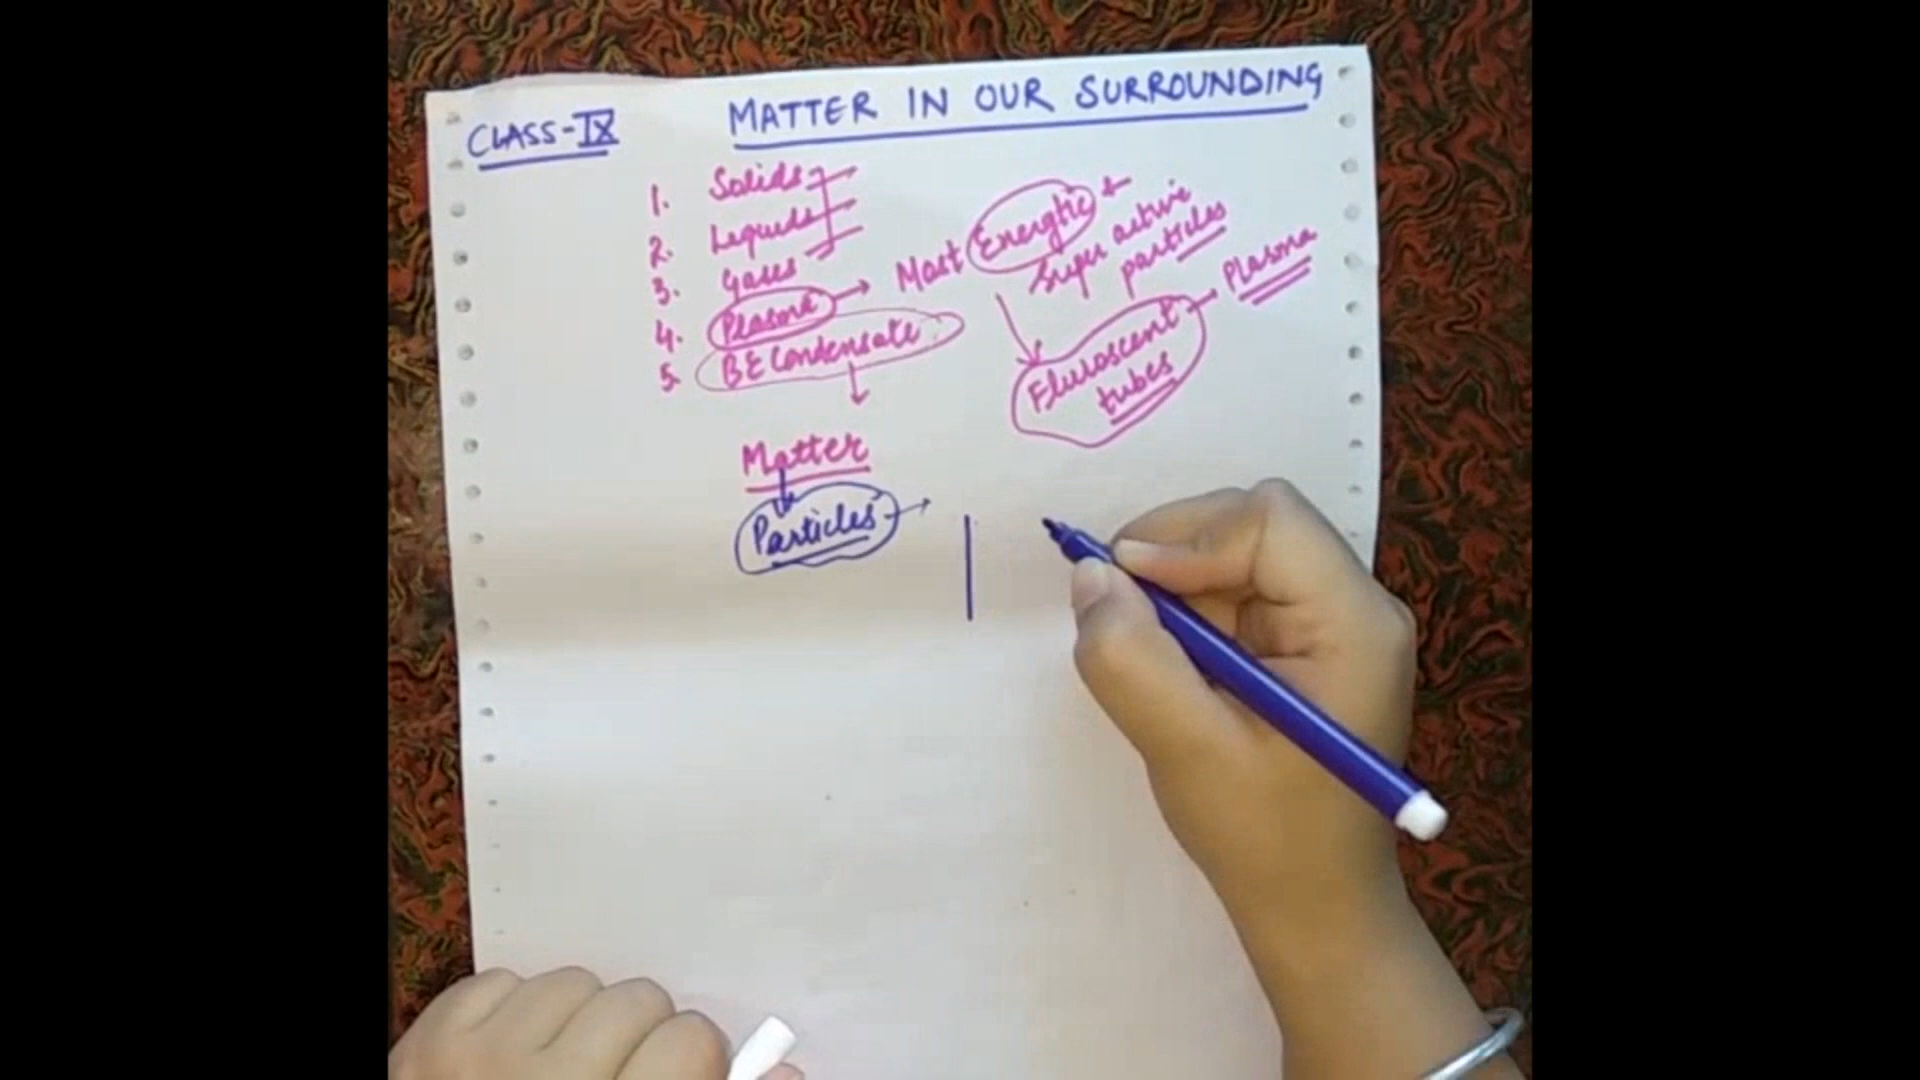 CLASS-IX
MATTER IN OUR SURROUNDING
1. Solids
2. Liquids
3. Gases
4. Plasma → Most Energtic
Super active
particles
5. BE Condensate
Fluroscent
tubes
Plasma
Matter
Particles